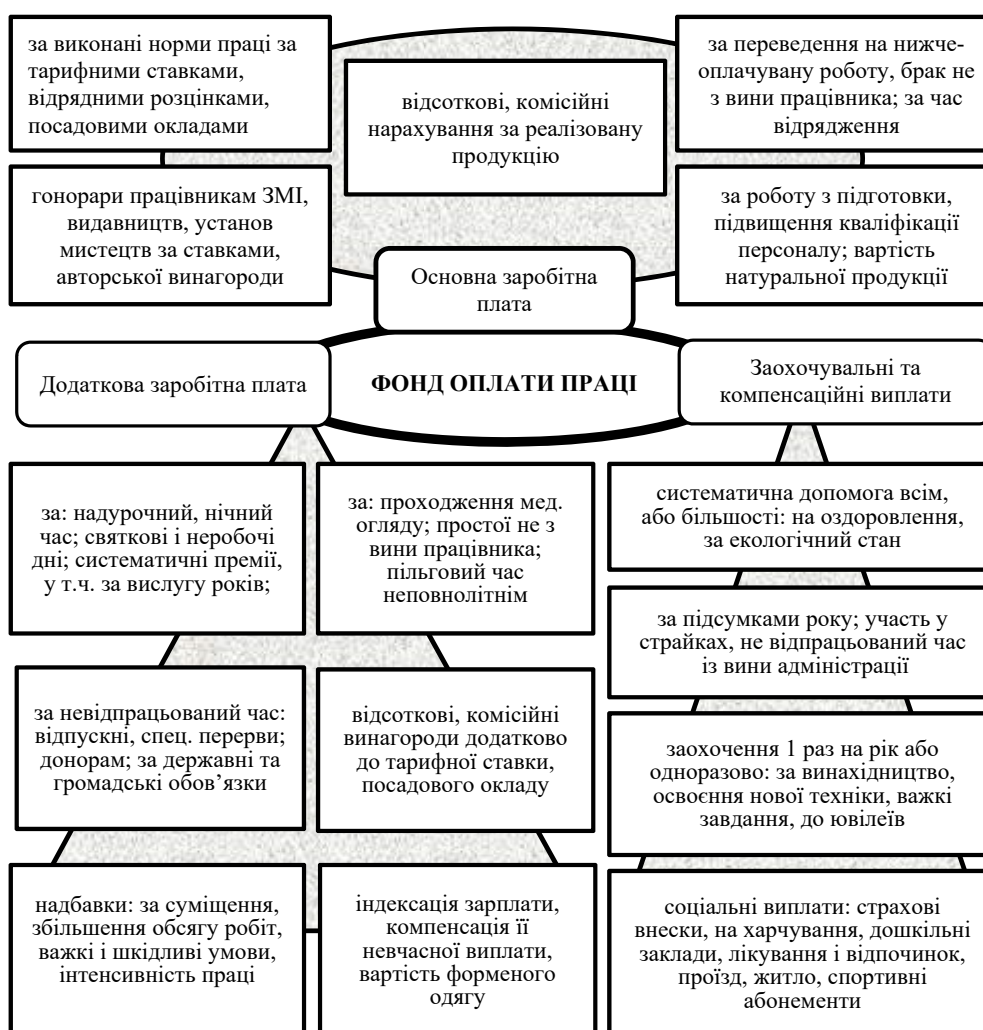 за виконані норми праці за
тарифними ставками,
відрядними розцінками,
посадовими окладами
відсоткові, комісійні
нарахування за реалізовану
продукцію
за переведення на нижче-
оплачувану роботу, брак не
з вини працівника; за час
відрядження
гонорари працівникам ЗМІ,
видавництв, установ
мистецтв за ставками,
авторської винагороди
за роботу з підготовки,
підвищення кваліфікації
персоналу; вартість
натуральної продукції
Основна заробітна
плата
Додаткова заробітна плата
ФОНД ОПЛАТИ ПРАЦІ
Заохочувальні та
компенсаційні виплати
за: надурочний, нічний
час; святкові і неробочі
дні; систематичні премії,
у т.ч. за вислугу років;
за: проходження мед.
огляду; простої не з
вини працівника;
пільговий час
неповнолітнім
систематична допомога всім,
або більшості: на оздоровлення,
за екологічний стан
за підсумками року; участь у
страйках, не відпрацьований час
із вини адміністрації
за невідпрацьований час:
відпускні, спец. перерви;
донорам; за державні та
громадські обов’язки
відсоткові, комісійні
винагороди додатково
до тарифної ставки,
посадового окладу
заохочення 1 раз на рік або
одноразово: за винахідництво,
освоєння нової техніки, важкі
завдання, до ювілеїв
надбавки: за суміщення,
збільшення обсягу робіт,
важкі і шкідливі умови,
інтенсивність праці
індексація зарплати,
компенсація її
невчасної виплати,
вартість форменого
одягу
соціальні виплати: страхові
внески, на харчування, дошкільні
заклади, лікування і відпочинок,
проїзд, житло, спортивні
абонементи